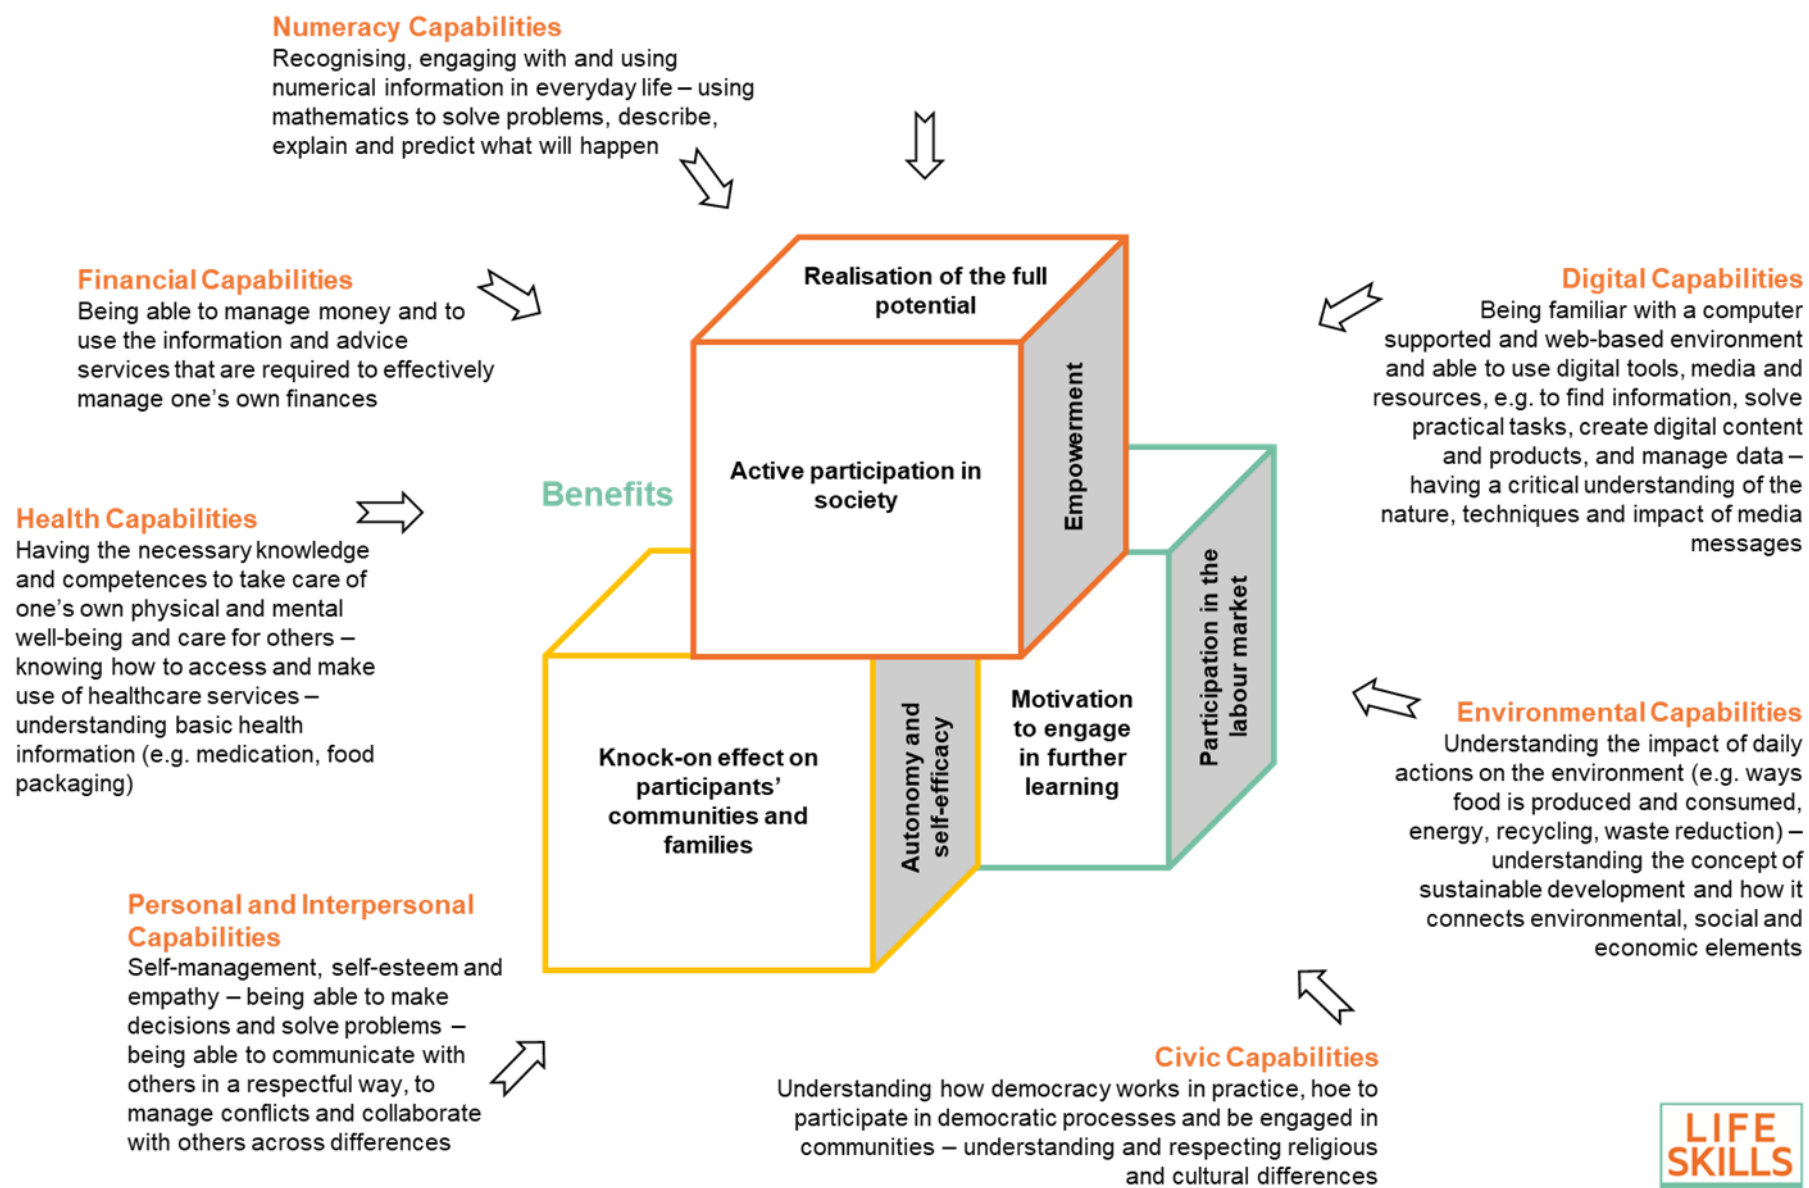 Numeracy Capabilities
Recognising, engaging with and using
numerical information in everyday life – using
mathematics to solve problems, describe,
explain and predict what will happen
Financial Capabilities
Being able to manage money and to
use the information and advice
services that are required to effectively
manage one’s own finances
Health Capabilities
Having the necessary knowledge
and competences to take care of
one’s own physical and mental
well-being and care for others –
knowing how to access and make
use of healthcare services –
understanding basic health
information (e.g. medication, food
packaging)
Personal and Interpersonal
Capabilities
Self-management, self-esteem and
empathy – being able to make
decisions and solve problems –
being able to communicate with
others in a respectful way, to
manage conflicts and collaborate
with others across differences
Benefits
Realisation of the full
potential
Active participation in
society
Empowerment
Knock-on effect on
participants’
communities and
families
Autonomy and
self-efficacy
Motivation
to engage
in further
learning
Participation in the
labour market
Digital Capabilities
Being familiar with a computer
supported and web-based environment
and able to use digital tools, media and
resources, e.g. to find information, solve
practical tasks, create digital content
and products, and manage data –
having a critical understanding of the
nature, techniques and impact of media
messages
Environmental Capabilities
Understanding the impact of daily
actions on the environment (e.g. ways
food is produced and consumed,
energy, recycling, waste reduction) –
understanding the concept of
sustainable development and how it
connects environmental, social and
economic elements
Civic Capabilities
Understanding how democracy works in practice, hoe to
participate in democratic processes and be engaged in
communities – understanding and respecting religious
and cultural differences
LIFE
SKILLS